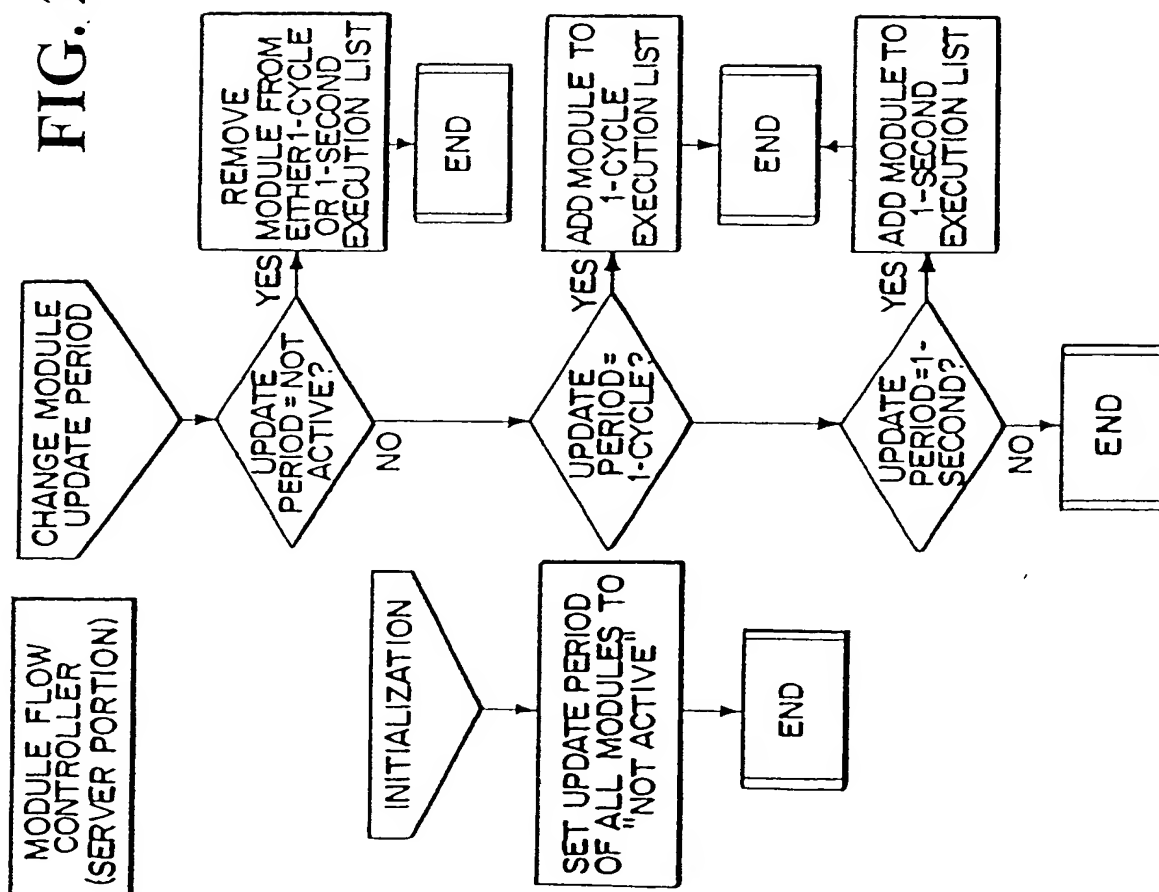 FIG.
MODULE FLOW
CONTROLLER
(SERVER PORTION)
INITIALIZATION
SET UPDATE PERIOD
OF ALL MODULES TO
"NOT ACTIVE"
END
CHANGE MODULE
UPDATE PERIOD
UPDATE
PERIOD=NOT
ACTIVE?
YES
REMOVE
MODULE FROM
EITHER 1-CYCLE
OR 1-SECOND
EXECUTION LIST
END
NO
UPDATE
PERIOD=
1-CYCLE?
YES
ADD MODULE TO
1-CYCLE
EXECUTION LIST
END
UPDATE
PERIOD=1-
SECOND?
YES
ADD MODULE TO
1-SECOND
EXECUTION LIST
NO
END